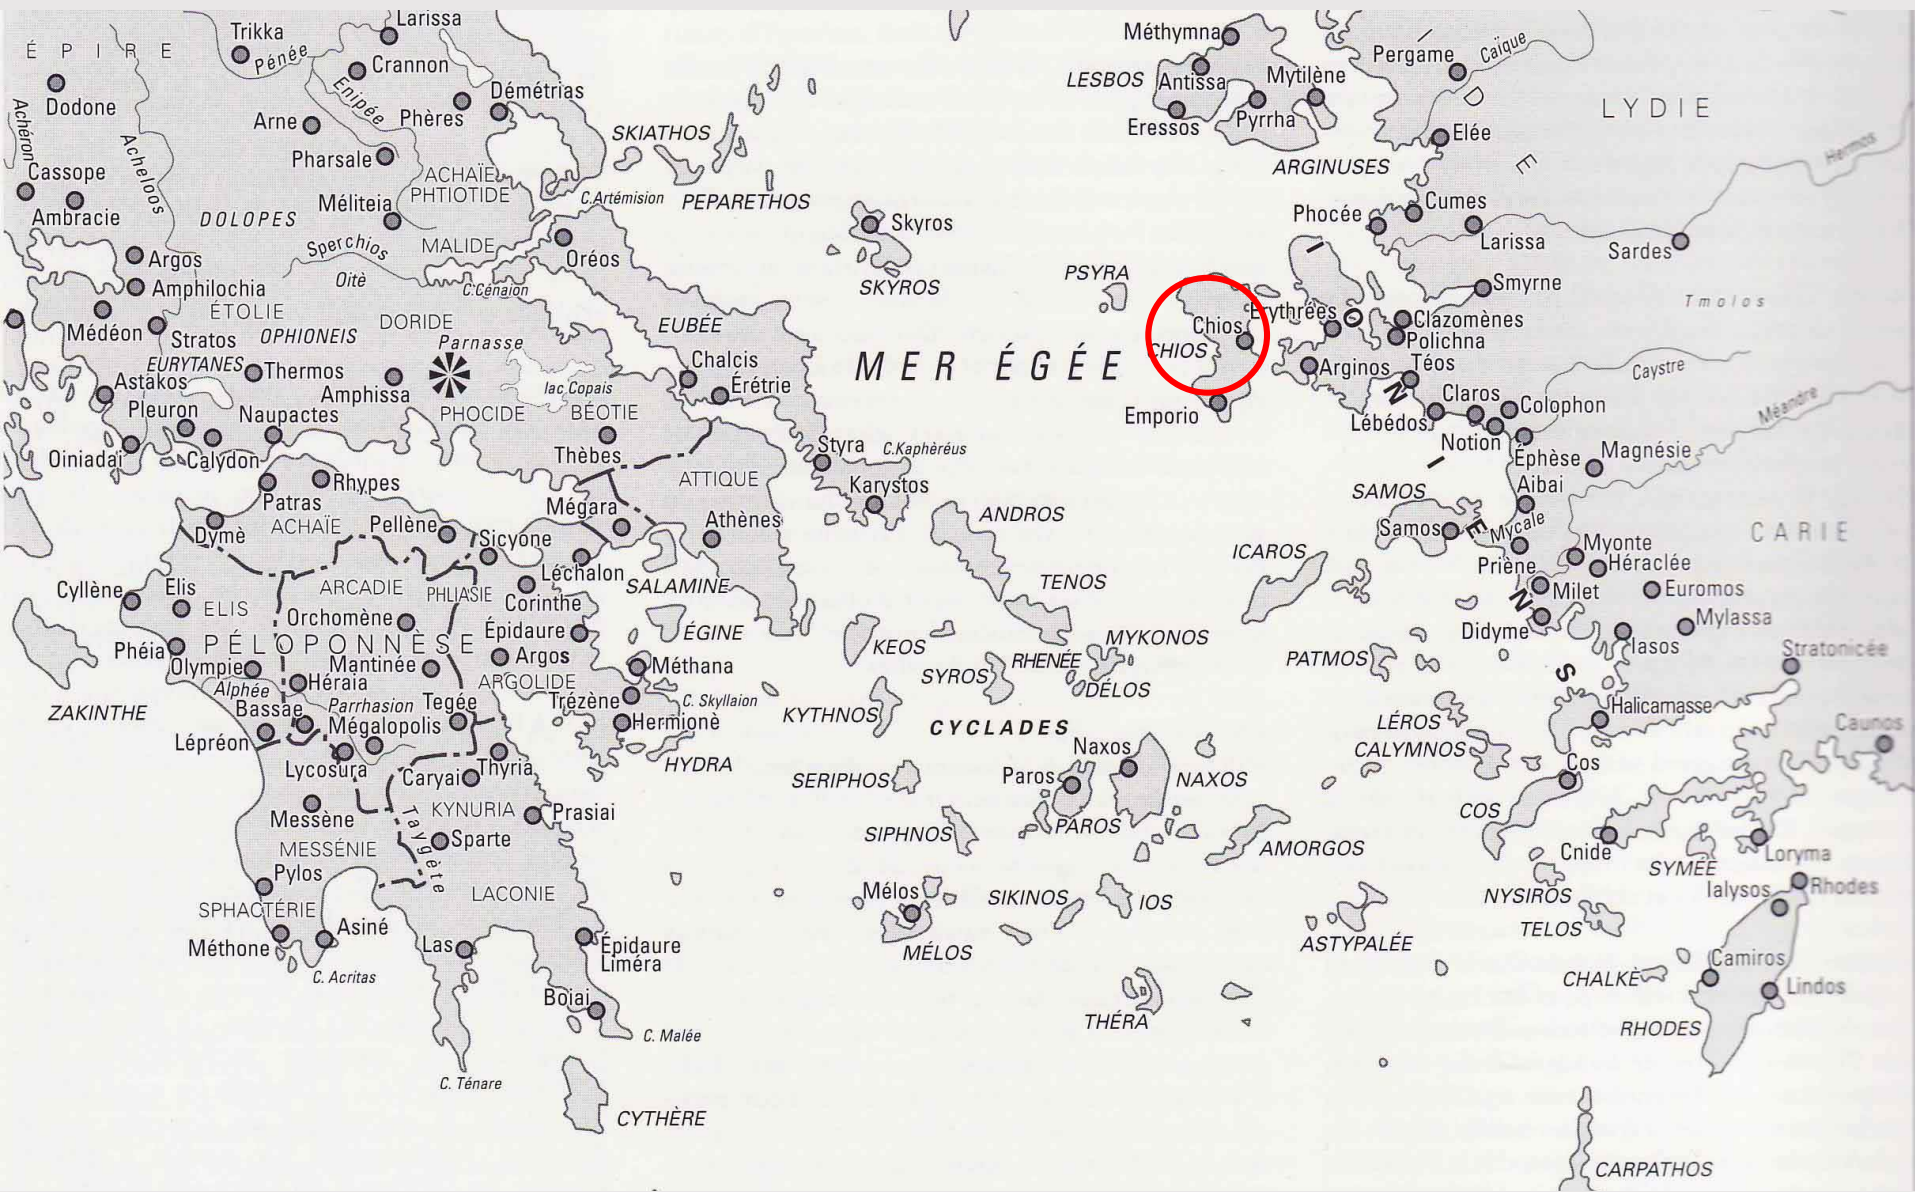 ÉPIRE
Trikka
Pénée
Larissa
Crannon
Dodone
Achéron
Acheloos
Enipée
Arne
Phères
Démétrias
Pharsale
Cassope
Ambracie
DOLOPES
Méliteia
ACHAÏE
PHTIOTIDE
SKIATHOS
C.Artémision
PEPARETHOS
Sperchios
MALIDE
Oréos
Oitè
C.Cénaion
Argos
Amphilochia
Médéon
Stratos
ÉTOLIE
OPHIONEIS
DORIDE
Parnasse
EURYTANES
Astakos
Thermos
Amphissa
lac Copais
EUBÉE
Chalcis
Érétrie
Pleuron
Naupactes
PHOCIDE
BÉOTIE
Oiniadaï
Calydon
Thèbes
ATTIQUE
Styra
C.Kaphèréus
Karystos
Skyros
SKYROS
MER ÉGÉE
Méthymna
LESBOS
Antissa
Mytilène
Eressos
Pyrrha
ARGINUSES
Pergame
Caïque
LYDIE
Elée
Hermos
Phocée
Cumes
Larissa
Sardes
Smyrne
Tmolos
PSYRA
Chios
CHIOS
Emporio
Erythrées
Clazomènes
Polichna
Arginos
Téos
Claros
Colophon
Lébédos
Notion
Caystre
Méandre
Éphèse
Magnésie
Aibai
SAMOS
Samos
Mycale
IONIENNES
IDE
CARIE
Priène
Myonte
Héraclée
Milet
Euromos
Mylassa
Didyme
Iasos
Stratonicée
Patras
Rhypes
ACHAÏE
Pellène
Dymè
Mégara
Athènes
Sicyone
Léchalon
SALAMINE
Corinthe
ARCADIE
PHLIASIE
Cyllène
Elis
ELIS
Orchomène
Épidaure
ÉGINE
PÉLOPONNÈSE
Phéia
Olympie
Mantinée
Argos
ARGOLIDE
Méthana
Alphée
Héraia
Parrhasion
Tegée
Trézène
C. Skyllaion
Bassae
Mégalopolis
Hermionè
ZAKINTHE
Lépréon
Lycosura
Caryai
Thyria
HYDRA
Messène
KYNURIA
Prasiai
MESSÉNIE
Taygète
Sparte
Pylos
LACONIE
SPHACTÉRIE
Asiné
Méthone
Las
Épidaure
Liméra
C. Acritas
Boiai
C. Malée
C. Ténare
CYTHÈRE
ANDROS
TENOS
ICAROS
KEOS
MYKONOS
RHENÉE
SYROS
DÉLOS
PATMOS
KYTHNOS
CYCLADES
LÉROS
Halicarnasse
Caunos
CALYMNOS
Naxos
Paros
NAXOS
SERIPHOS
Cos
COS
PAROS
SIPHNOS
AMORGOS
Cnide
SYMÉE
Loryma
Mélos
SIKINOS
IOS
NYSIROS
Ialysos
Rhodes
MÉLOS
ASTYPALÉE
TELOS
Camiros
CHALKÈ
Lindos
THÉRA
RHODES
CARPATHOS